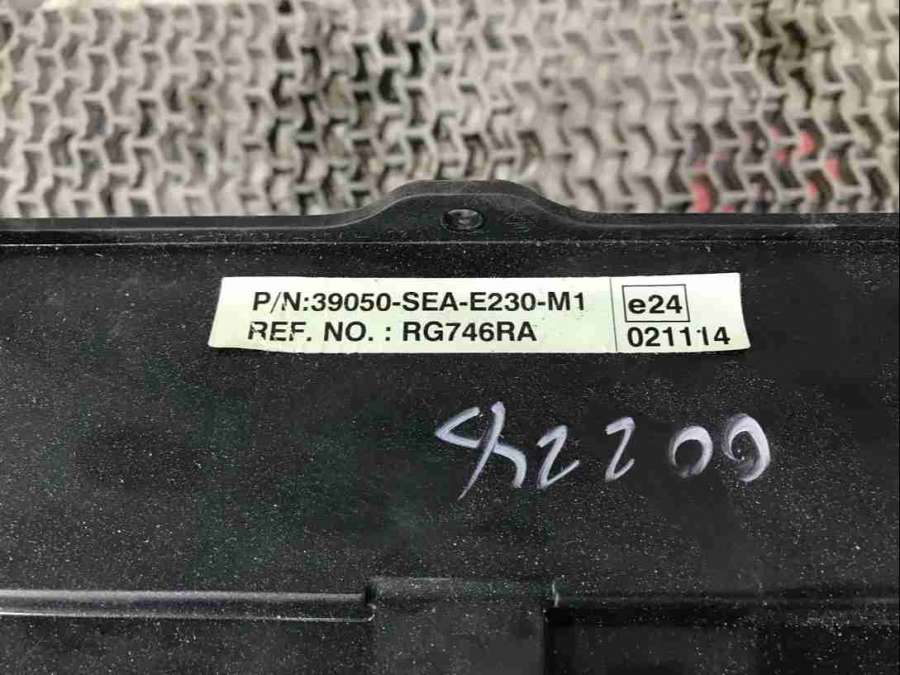 P/N:39050-SEA-E230-M1
REF. NO. : RG746RA
e24
021114
42209